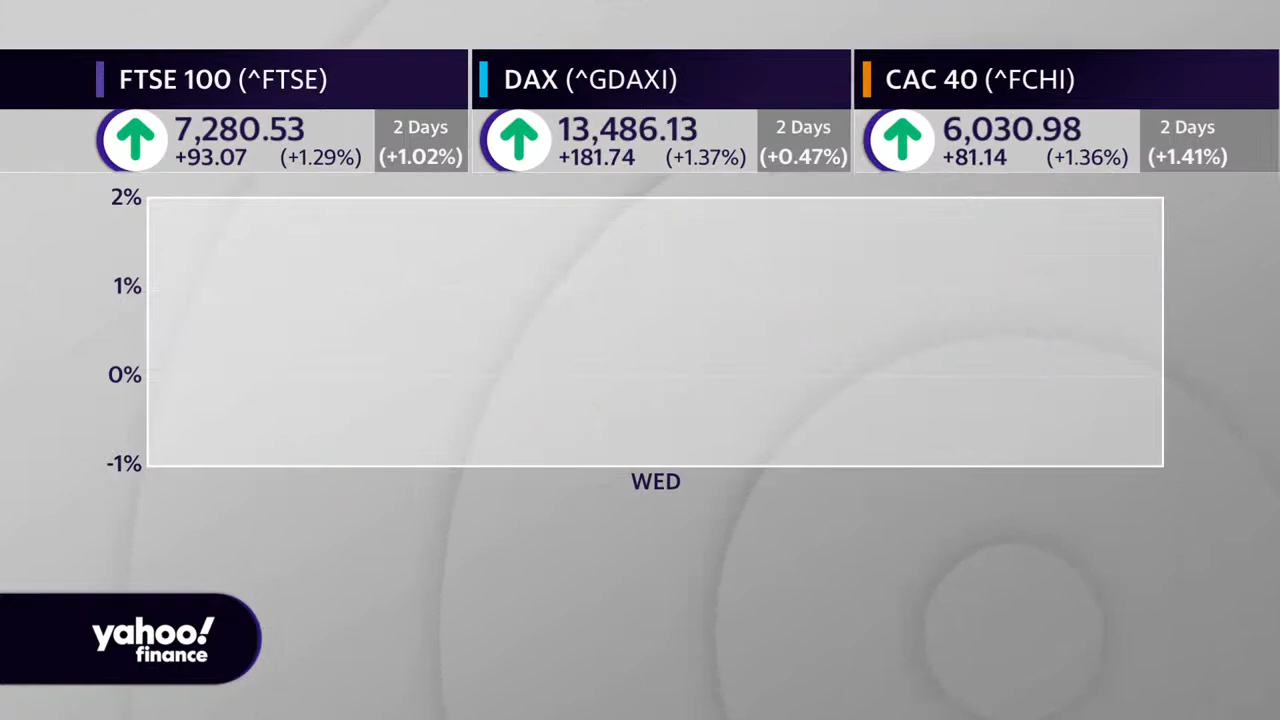 FTSE 100 (^FTSE)
7,280.53
+93.07 (+1.29%)
2 Days
(+1.02%)
DAX (^GDAXI)
13,486.13
+181.74 (+1.37%)
2 Days
(+0.47%)
CAC 40 (^FCHI)
6,030.98
+81.14 (+1.36%)
2 Days
(+1.41%)
2%
1%
0%
-1%
WED
yahoo!
finance